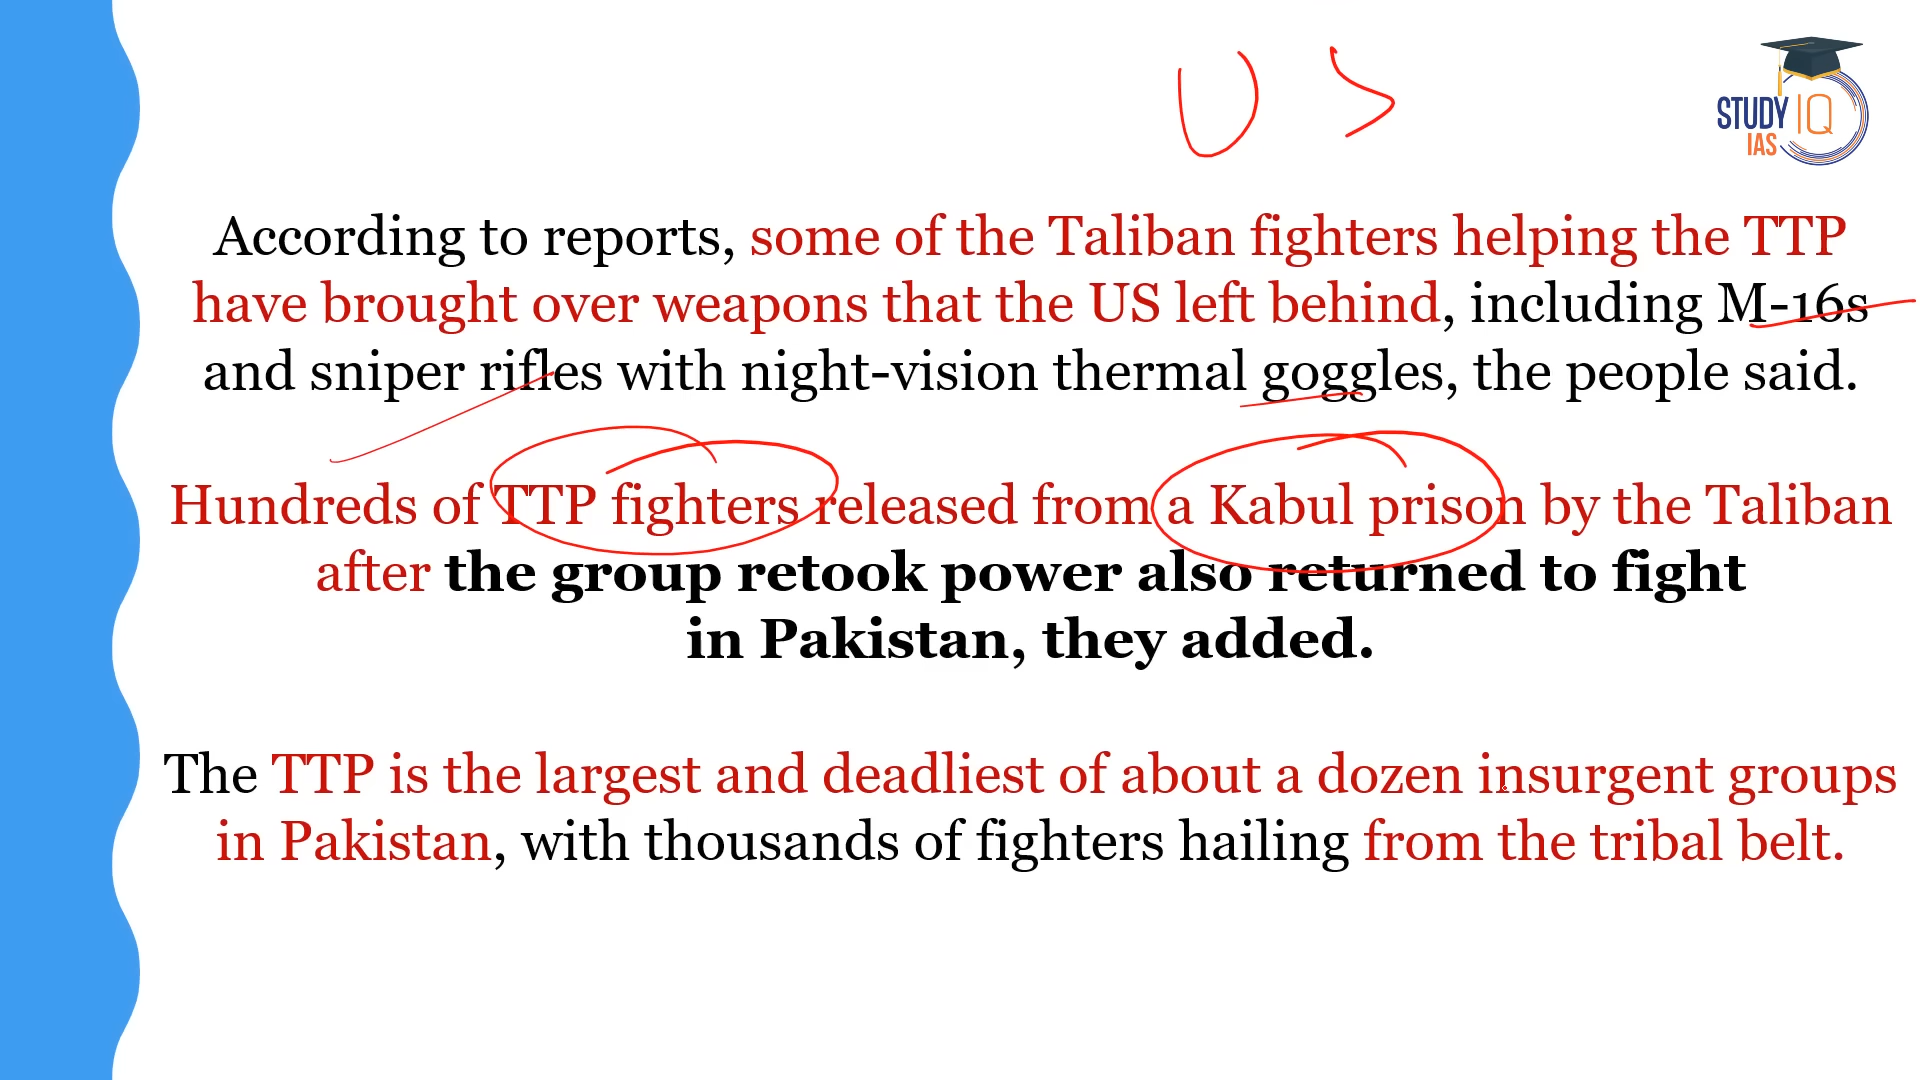 U S
STUDY IQ
IAS
According to reports, some of the Taliban fighters helping the TTP
have brought over weapons that the US left behind, including M-16s
and sniper rifles with night-vision thermal goggles, the people said.
Hundreds of TTP fighters released from a Kabul prison by the Taliban
after the group retook power also returned to fight
in Pakistan, they added.
The TTP is the largest and deadliest of about a dozen insurgent groups
in Pakistan, with thousands of fighters hailing from the tribal belt.